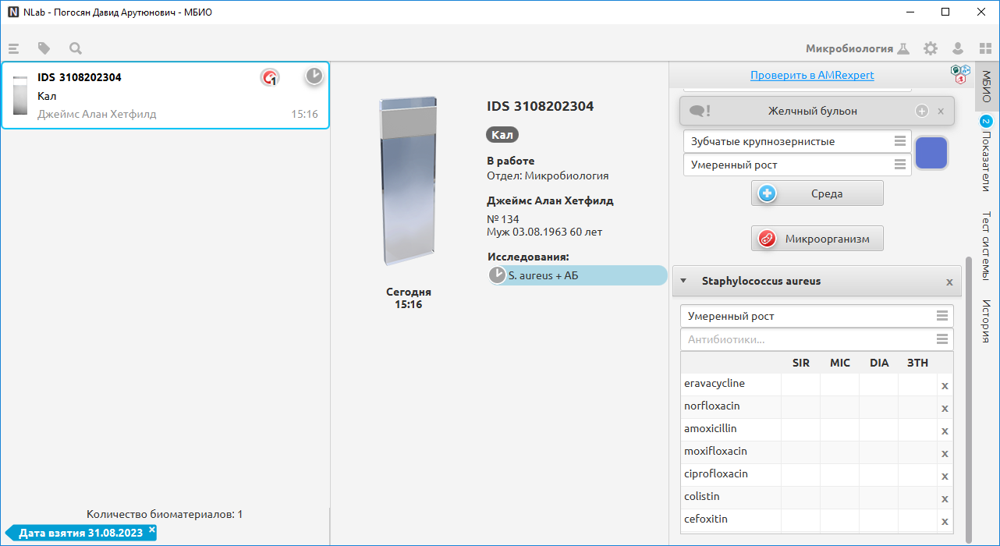 NLab - Погосян Давид Арутюнович - МБИО
Микробиология
IDS 3108202304
1
Кал
Джеймс Алан Хетфилд
15:16
Количество биоматериалов: 1
Дата взятия 31.08.2023 x
Сегодня
15:16
IDS 3108202304
Кал
В работе
Отдел: Микробиология
Джеймс Алан Хетфилд
№ 134
Муж 03.08.1963 60 лет
Исследования:
S. aureus + АБ
Проверить в AMRexpert
Желчный бульон x
Зубчатые крупнозернистые
Умеренный рост
Среда
Микроорганизм
Staphylococcus aureus x
Умеренный рост
Антибиотики...
SIR MIC DIA ЗТН
eravacycline x
norfloxacin x
amoxicillin x
moxifloxacin x
ciprofloxacin x
colistin x
cefoxitin x
МБИО
2 Показатели
Тест системы
История